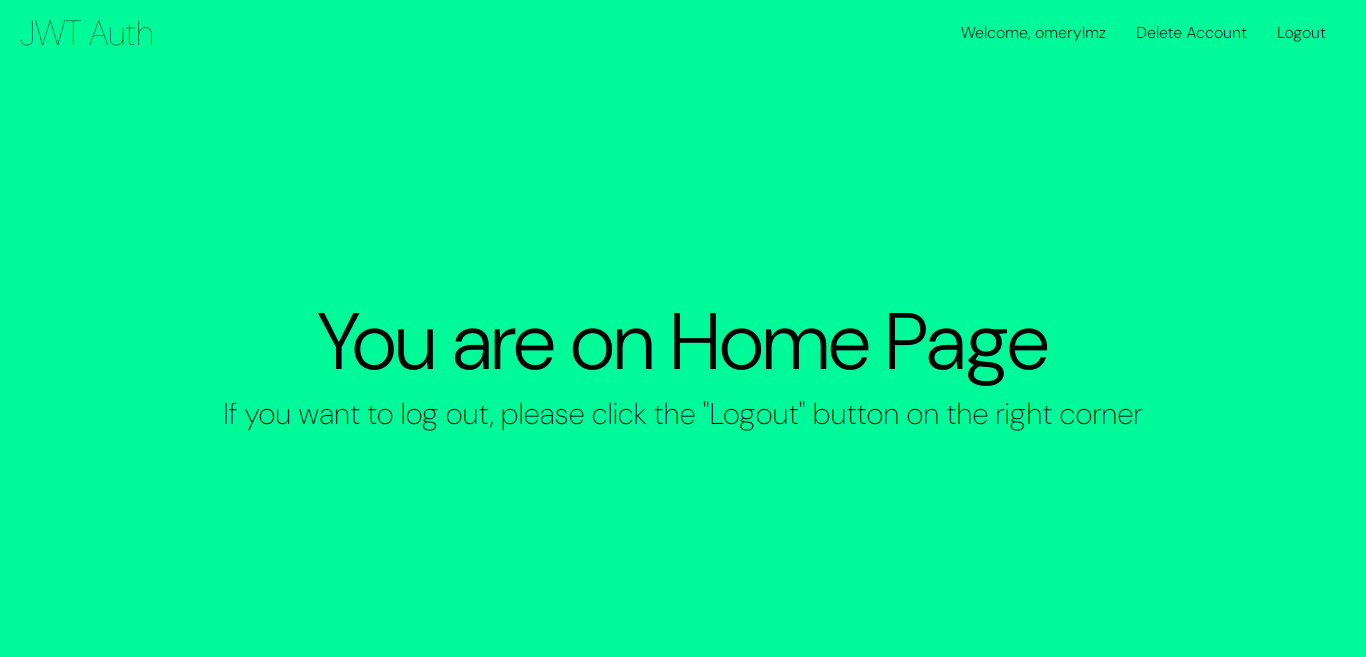 JWT Auth
Welcome, omerylmz
Delete Account
Logout
You are on Home Page
If you want to log out, please click the "Logout" button on the right corner